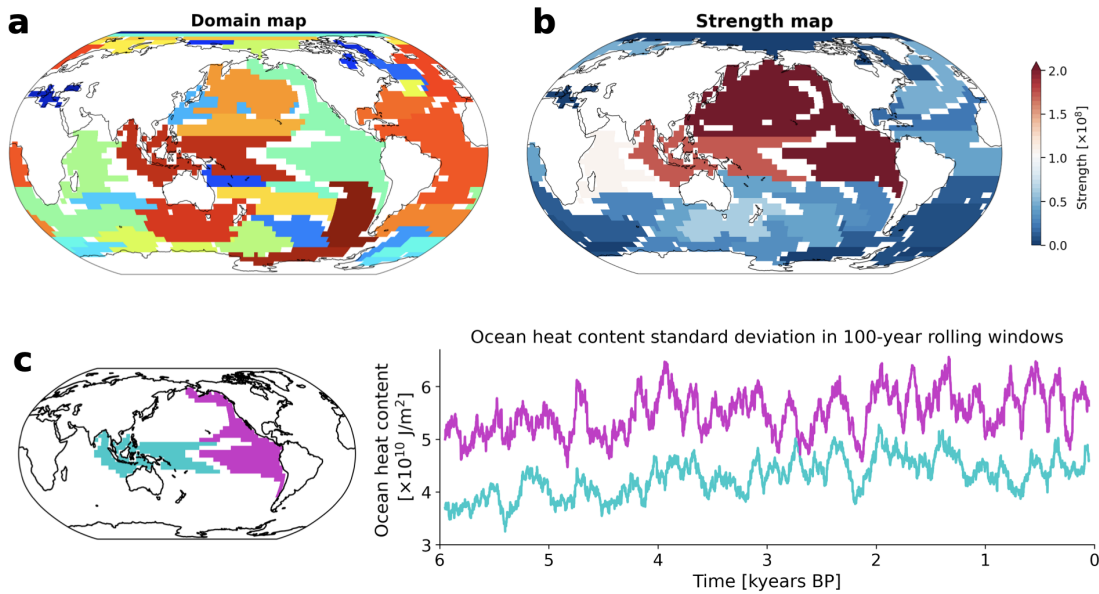 a
Domain map
b
Strength map
2.0
1.5
1.0
0.5
0.0
Strength [×10⁸]
c
Ocean heat content standard deviation in 100-year rolling windows
Ocean heat content
[×10¹⁰ J/m²]
6
5
4
3
6 5 4 3 2 1 0
Time [kyears BP]